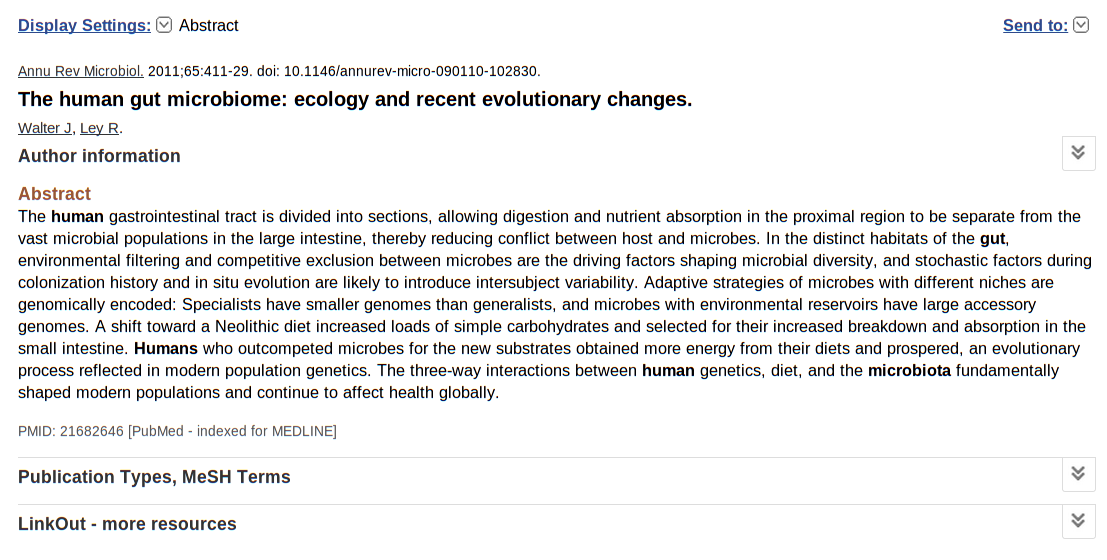 Display Settings: Abstract Send to:
Annu Rev Microbiol. 2011;65:411-29. doi: 10.1146/annurev-micro-090110-102830.
The human gut microbiome: ecology and recent evolutionary changes.
Walter J, Ley R.
Author information
Abstract
The human gastrointestinal tract is divided into sections, allowing digestion and nutrient absorption in the proximal region to be separate from the
vast microbial populations in the large intestine, thereby reducing conflict between host and microbes. In the distinct habitats of the gut,
environmental filtering and competitive exclusion between microbes are the driving factors shaping microbial diversity, and stochastic factors during
colonization history and in situ evolution are likely to introduce intersubject variability. Adaptive strategies of microbes with different niches are
genomically encoded: Specialists have smaller genomes than generalists, and microbes with environmental reservoirs have large accessory
genomes. A shift toward a Neolithic diet increased loads of simple carbohydrates and selected for their increased breakdown and absorption in the
small intestine. Humans who outcompeted microbes for the new substrates obtained more energy from their diets and prospered, an evolutionary
process reflected in modern population genetics. The three-way interactions between human genetics, diet, and the microbiota fundamentally
shaped modern populations and continue to affect health globally.
PMID: 21682646 [PubMed - indexed for MEDLINE]
Publication Types, MeSH Terms
LinkOut - more resources